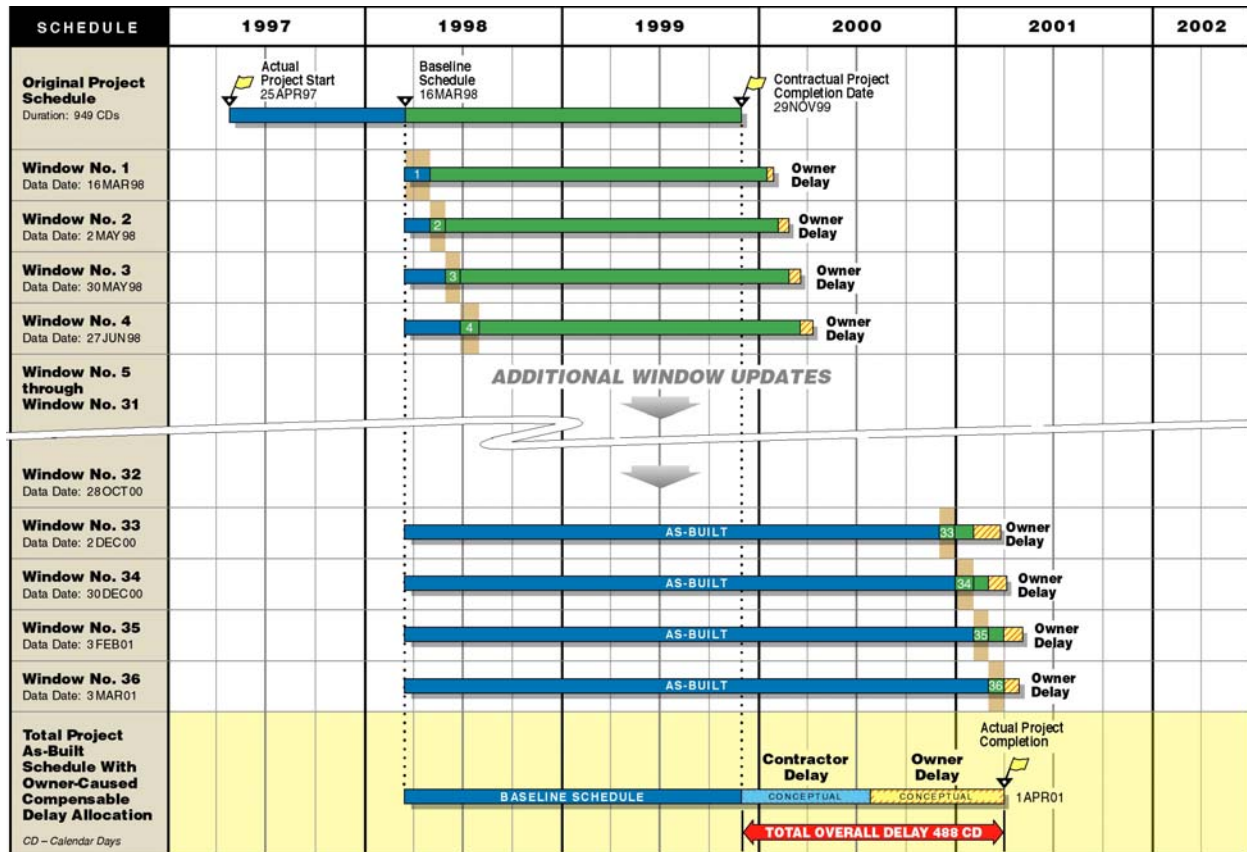 SCHEDULE 1997 1998 1999 2000 2001 2002
Original Project
Schedule
Duration: 949 CDs
Actual
Project Start
25APR97
Baseline
Schedule
16MAR98
Contractual Project
Completion Date
29NOV99
Window No. 1
Data Date: 16MAR98
1
Owner
Delay
Window No. 2
Data Date: 2MAY98
2
Owner
Delay
Window No. 3
Data Date: 30MAY98
3
Owner
Delay
Window No. 4
Data Date: 27JUN98
4
Owner
Delay
Window No. 5
through
Window No. 31
ADDITIONAL WINDOW UPDATES
Window No. 32
Data Date: 28OCT00
Window No. 33
Data Date: 2DEC00
AS-BUILT
33
Owner
Delay
Window No. 34
Data Date: 30DEC00
AS-BUILT
34
Owner
Delay
Window No. 35
Data Date: 3FEB01
AS-BUILT
35
Owner
Delay
Window No. 36
Data Date: 3MAR01
AS-BUILT
36
Owner
Delay
Total Project
As-Built
Schedule With
Owner-Caused
Compensable
Delay Allocation
CD – Calendar Days
Actual Project
Completion
Contractor
Delay
Owner
Delay
BASELINE SCHEDULE
CONCEPTUAL
CONCEPTUAL
1APR01
TOTAL OVERALL DELAY 488 CD